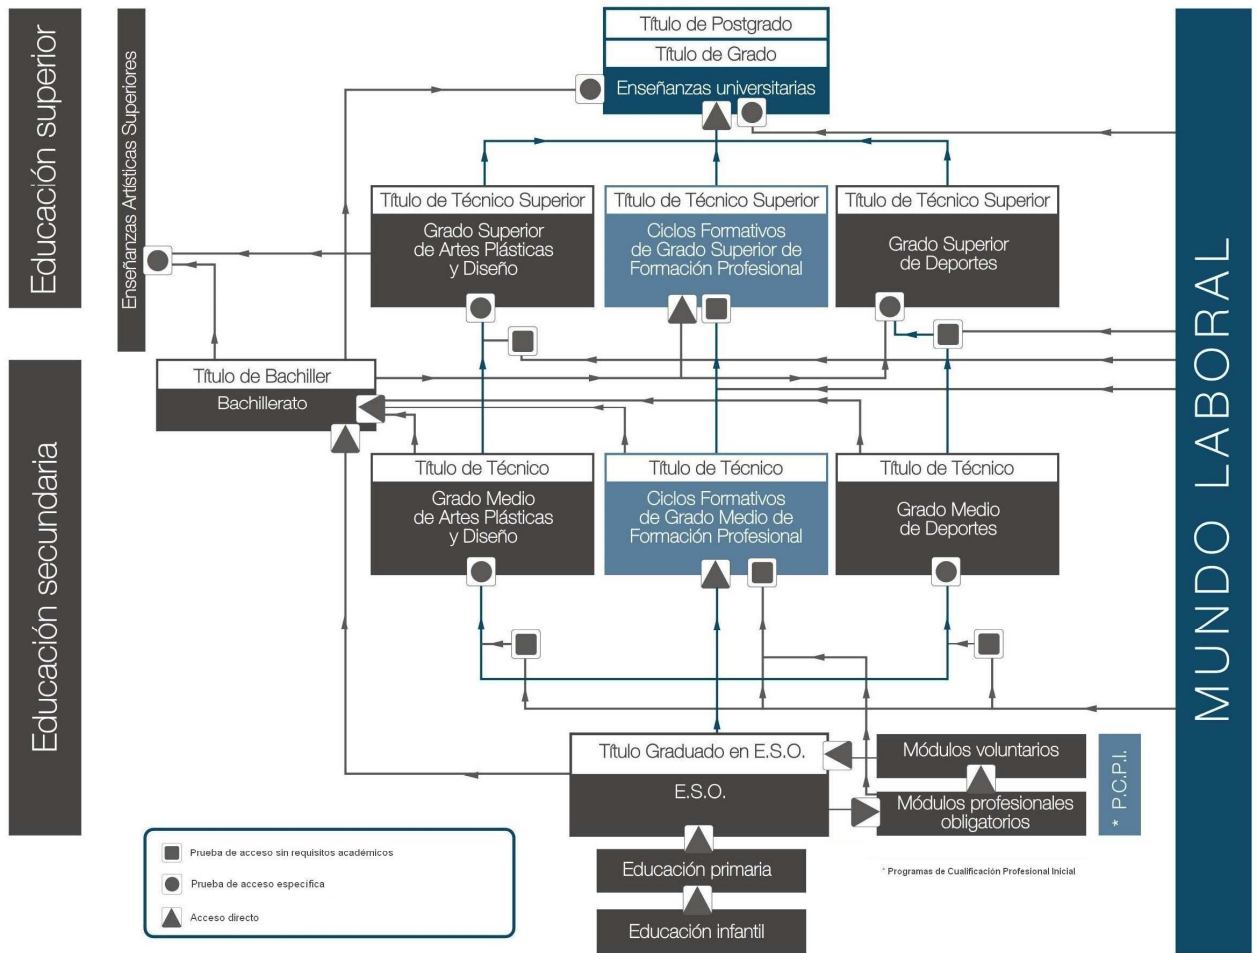 Educación superior
Enseñanzas Artísticas Superiores
Título de Postgrado
Título de Grado
Enseñanzas universitarias
Título de Técnico Superior
Grado Superior
de Artes Plásticas
y Diseño
Título de Técnico Superior
Ciclos Formativos
de Grado Superior de
Formación Profesional
Título de Técnico Superior
Grado Superior
de Deportes
MUNDO LABORAL
Educación secundaria
Título de Bachiller
Bachillerato
Título de Técnico
Grado Medio
de Artes Plásticas
y Diseño
Título de Técnico
Ciclos Formativos
de Grado Medio de
Formación Profesional
Título de Técnico
Grado Medio
de Deportes
Título Graduado en E.S.O.
E.S.O.
Módulos voluntarios
Módulos profesionales
obligatorios
* P.C.P.I.
Educación primaria
Educación infantil
* Programas de Cualificación Profesional Inicial
Prueba de acceso sin requisitos académicos
Prueba de acceso específica
Acceso directo